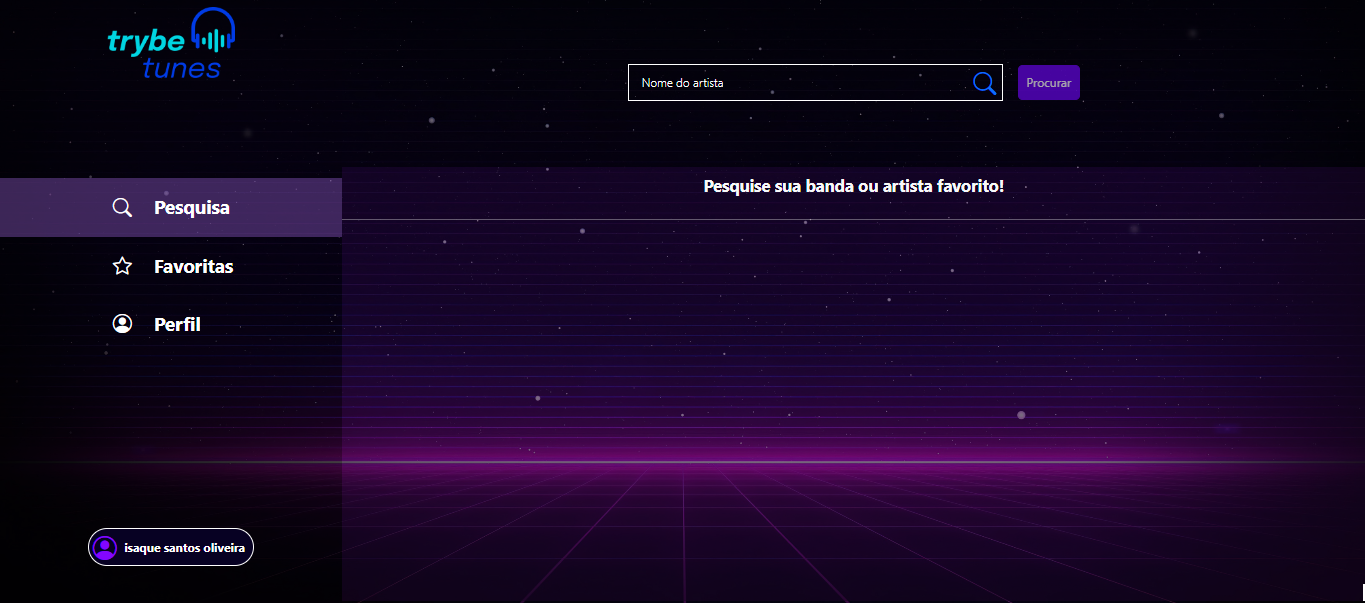 trybe
tunes
Nome do artista
Procurar
Pesquisa
Pesquise sua banda ou artista favorito!
Favoritas
Perfil
isaque santos oliveira